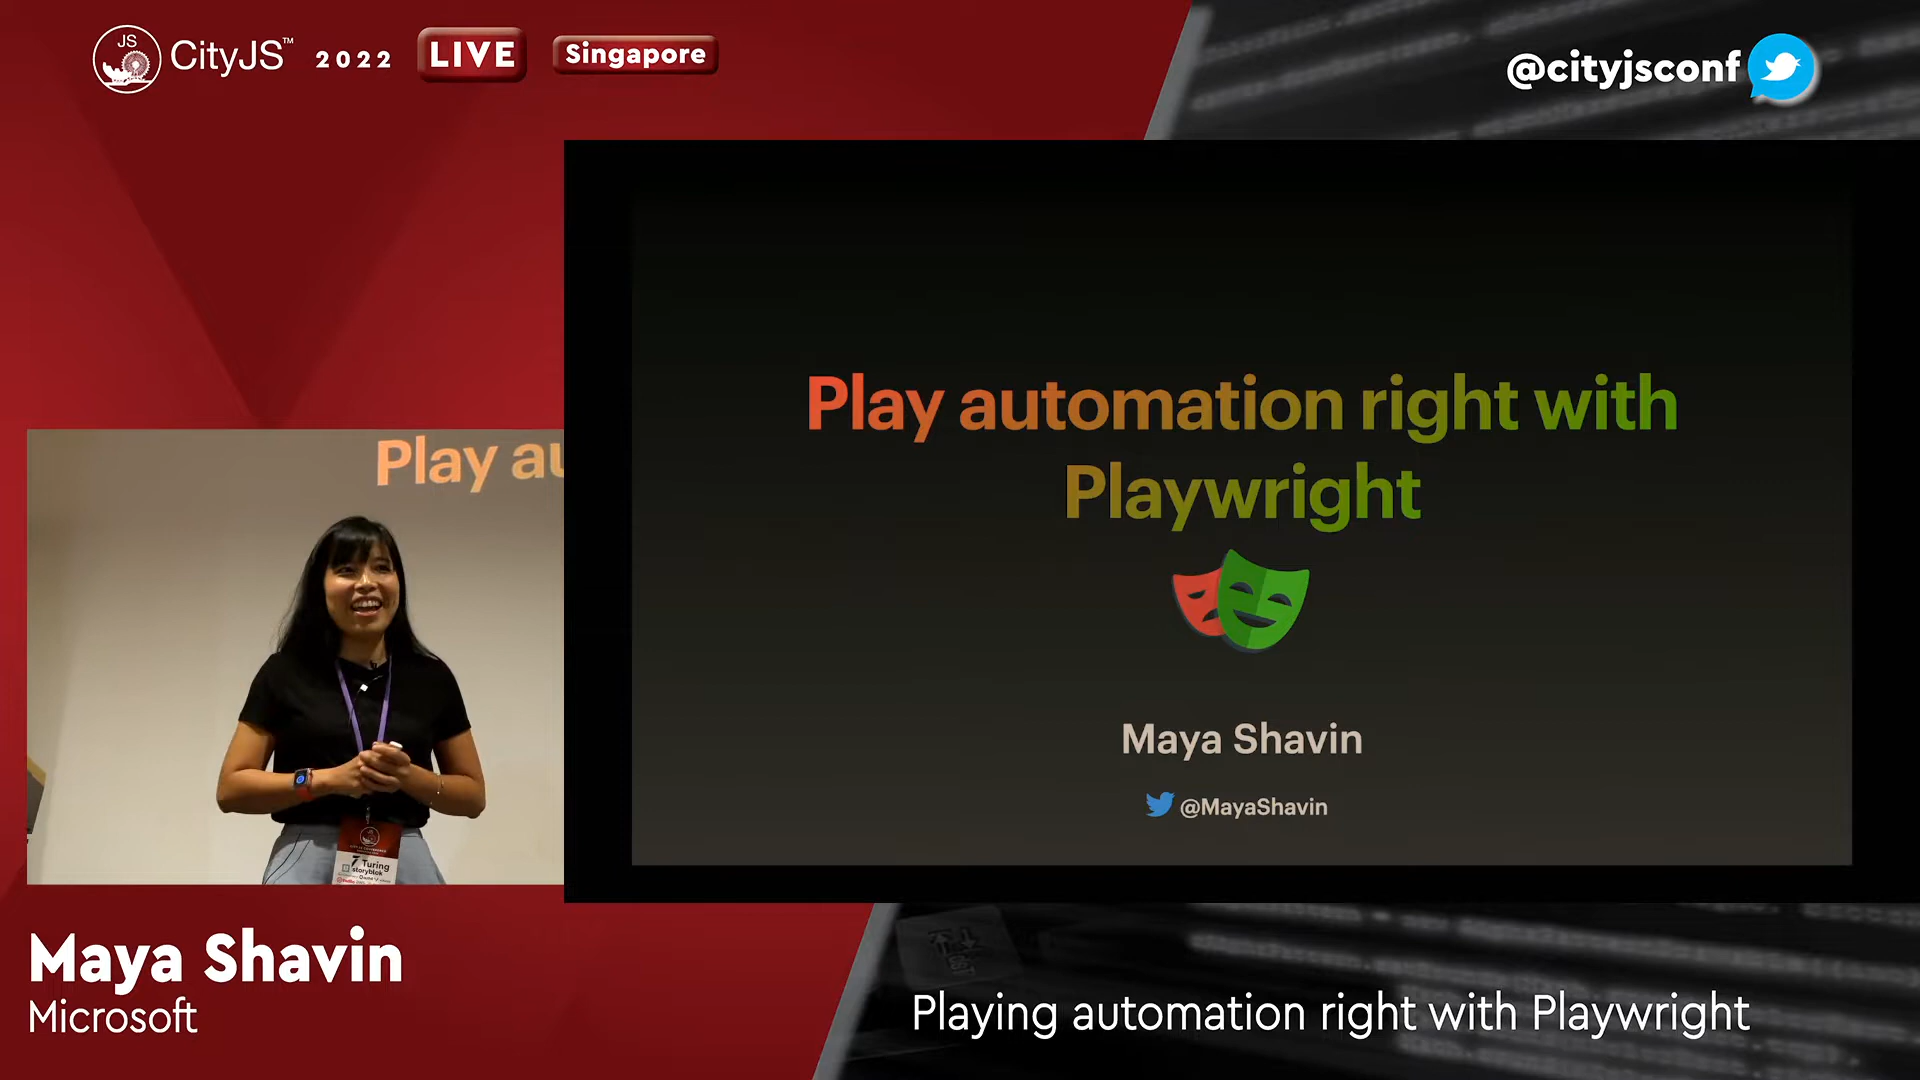 JS
CityJS™ 2022 LIVE Singapore
@cityjsconf
Play automation right with
Playwright
Maya Shavin
@MayaShavin
Play au
Turing
storyblok
Maya Shavin
Microsoft
Playing automation right with Playwright